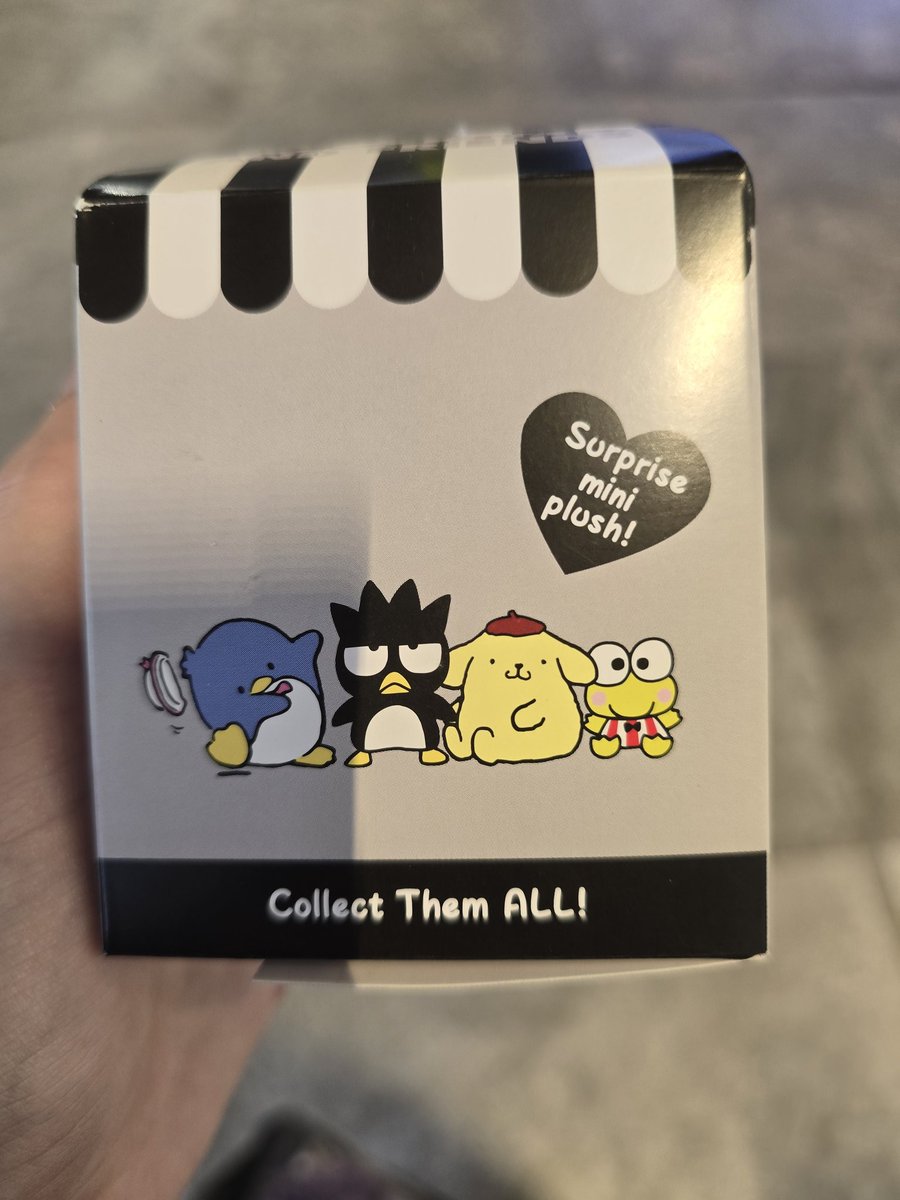 Surprise
mini
plush!
Collect Them ALL!